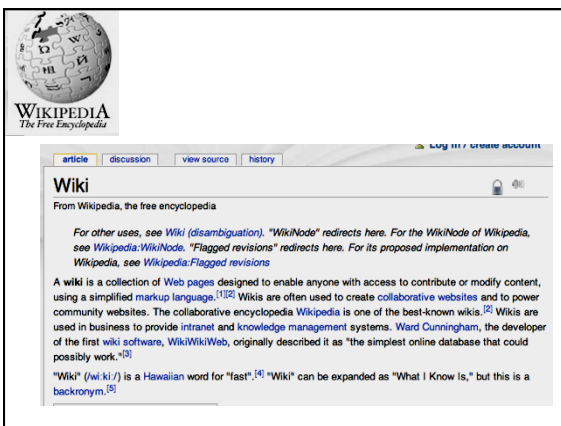 WIKIPEDIA
The Free Encyclopedia
Log in / create account
article discussion view source history
Wiki
From Wikipedia, the free encyclopedia
For other uses, see Wiki (disambiguation). "WikiNode" redirects here. For the WikiNode of Wikipedia,
see Wikipedia:WikiNode. "Flagged revisions" redirects here. For its proposed implementation on
Wikipedia, see Wikipedia:Flagged revisions
A wiki is a collection of Web pages designed to enable anyone with access to contribute or modify content,
using a simplified markup language.[1][2] Wikis are often used to create collaborative websites and to power
community websites. The collaborative encyclopedia Wikipedia is one of the best-known wikis.[2] Wikis are
used in business to provide intranet and knowledge management systems. Ward Cunningham, the developer
of the first wiki software, WikiWikiWeb, originally described it as "the simplest online database that could
possibly work."[3]
"Wiki" (/wiːkiː/) is a Hawaiian word for "fast".[4] "Wiki" can be expanded as "What I Know Is," but this is a
backronym.[5]